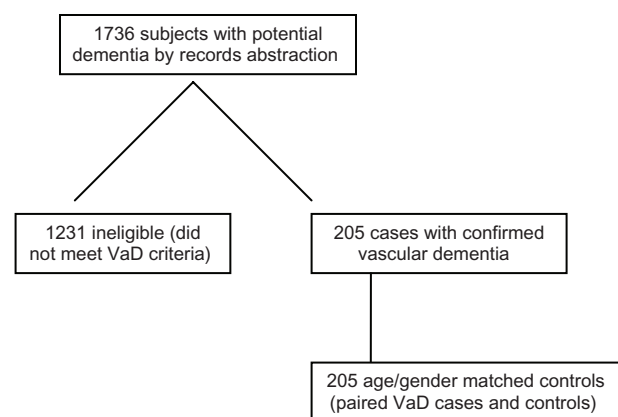 1736 subjects with potential
dementia by records abstraction
1231 ineligible (did
not meet VaD criteria)
205 cases with confirmed
vascular dementia
205 age/gender matched controls
(paired VaD cases and controls)